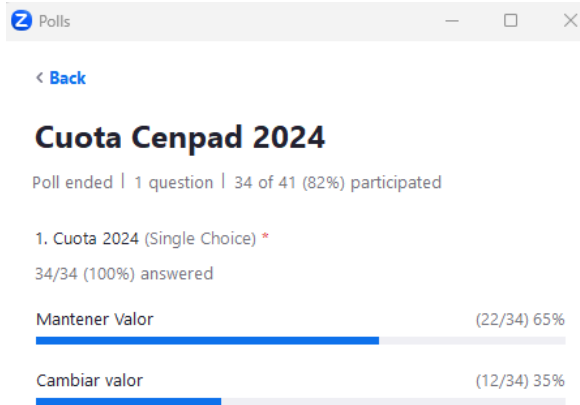 Polls
< Back
Cuota Cenpad 2024
Poll ended | 1 question | 34 of 41 (82%) participated
1. Cuota 2024 (Single Choice) *
34/34 (100%) answered
Mantener Valor (22/34) 65%
Cambiar valor (12/34) 35%